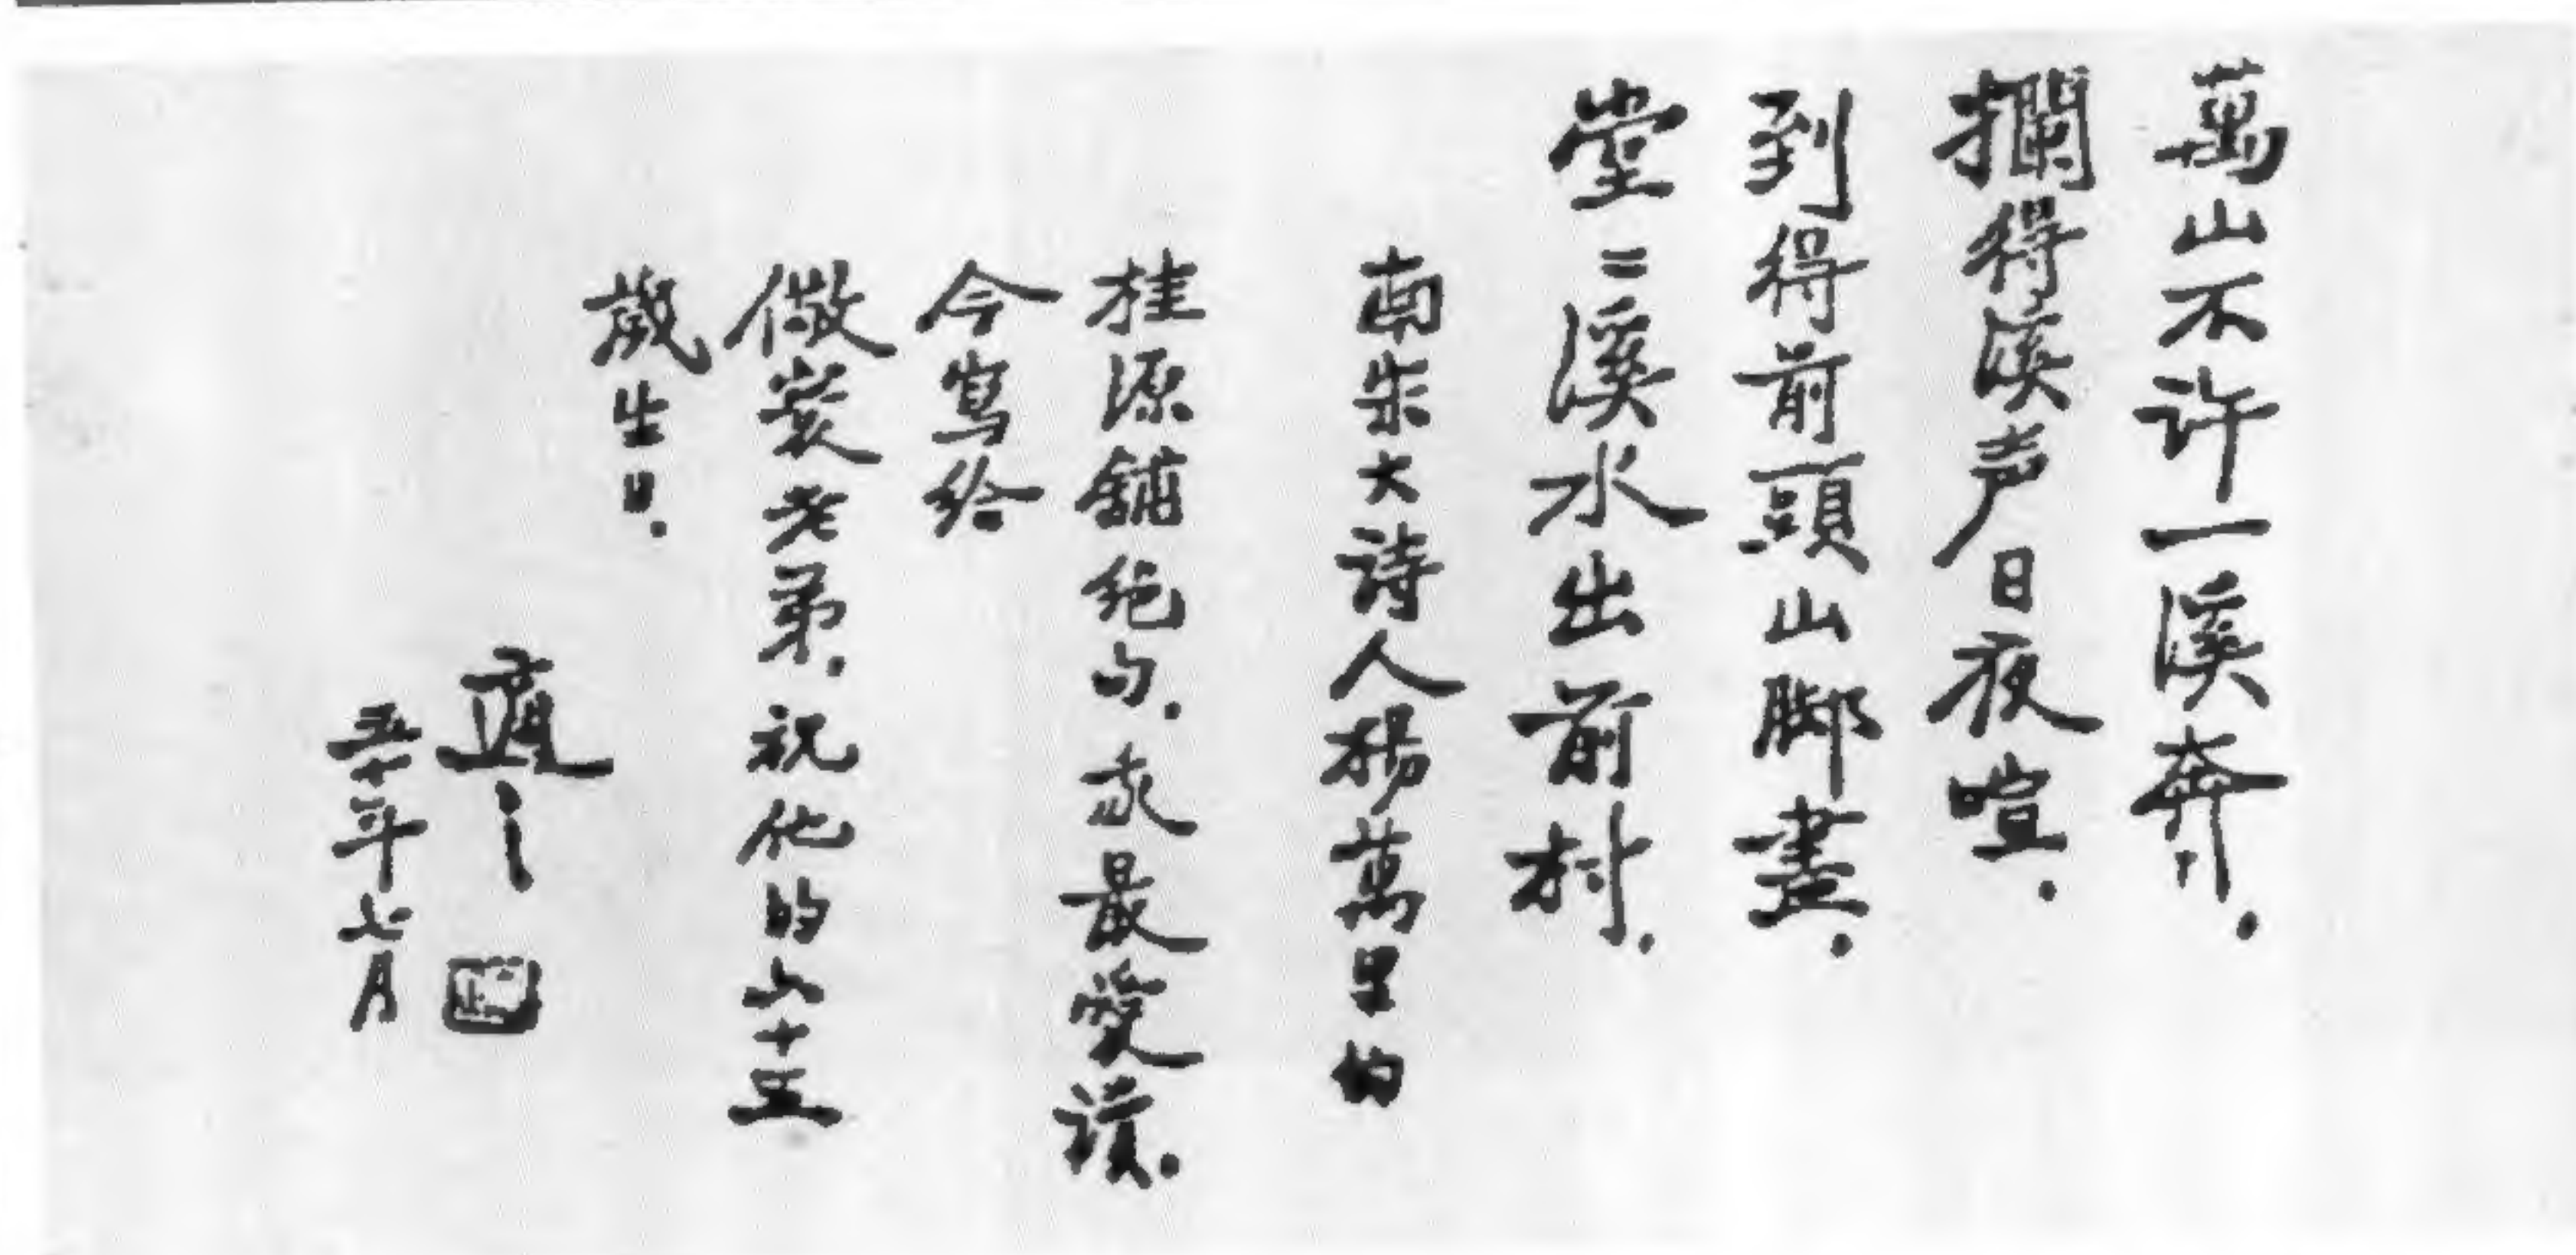 萬山不許一溪奔.
攔得溪声日夜喧.
到得前頭山脚盡.
堂=溪水出前村.
南宋大詩人楊萬里的
桂源舖絕句.我最愛讀.
今寫給
儆寰老弟.祝他的六十五
歲生日.
適之
五十年七月